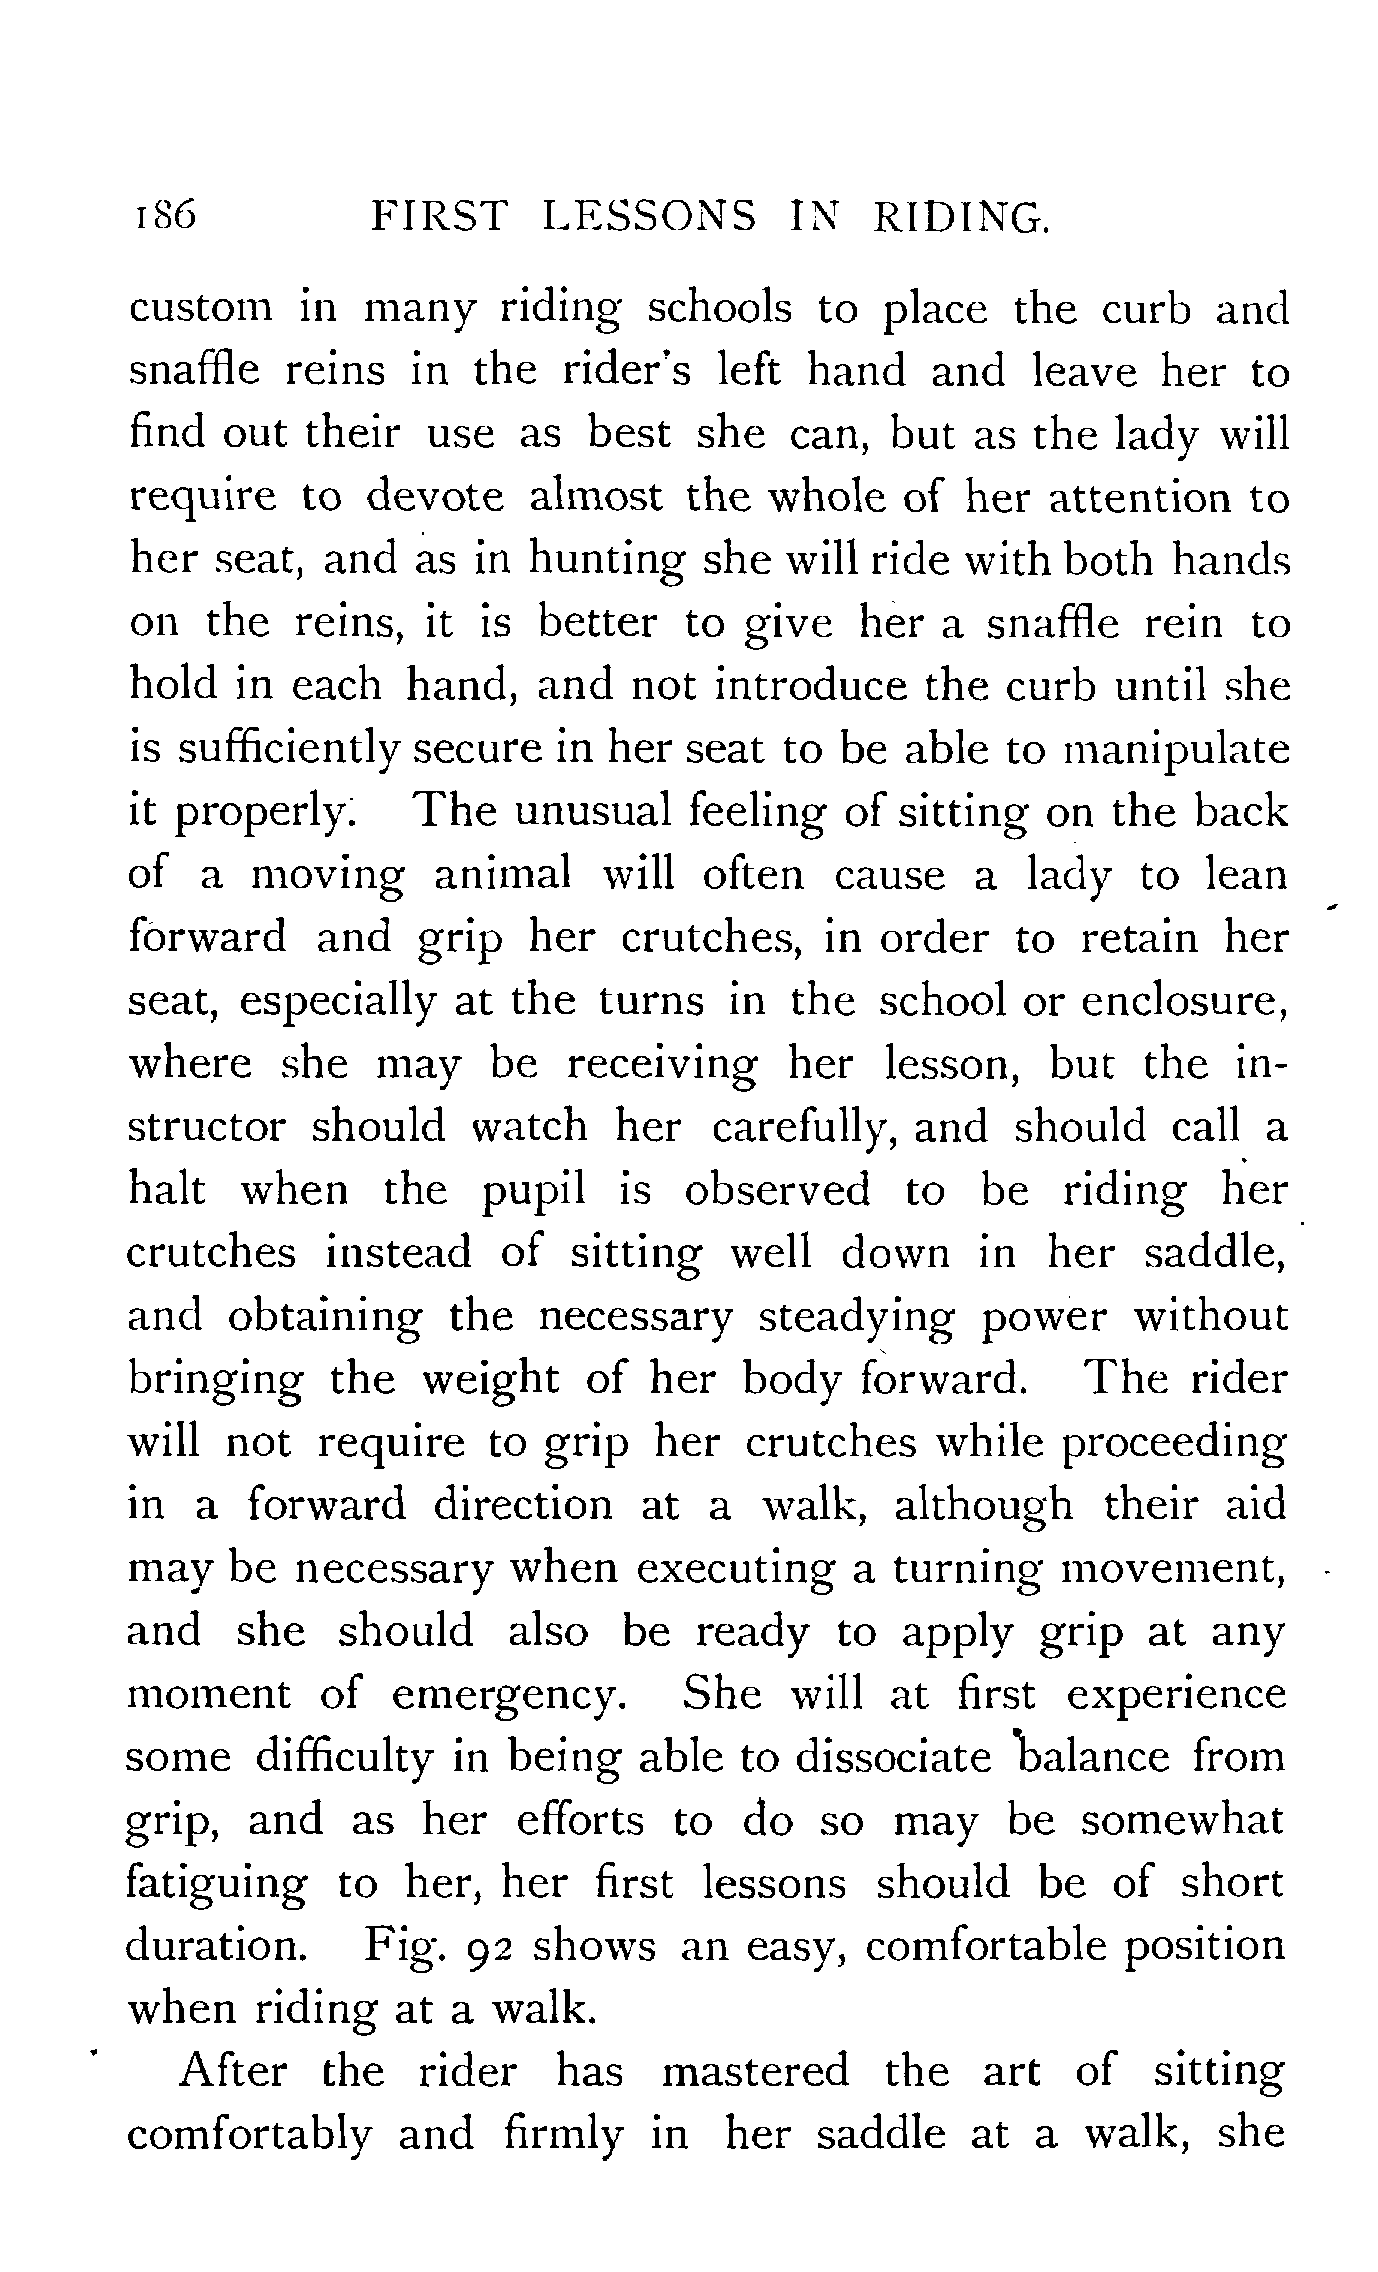 186 FIRST LESSONS IN RIDING.
custom in many riding schools to place the curb and
snaffle reins in the rider's left hand and leave her to
find out their use as best she can, but as the lady will
require to devote almost the whole of her attention to
her seat, and as in hunting she will ride with both hands
on the reins, it is better to give her a snaffle rein to
hold in each hand, and not introduce the curb until she
is sufficiently secure in her seat to be able to manipulate
it properly. The unusual feeling of sitting on the back
of a moving animal will often cause a lady to lean
forward and grip her crutches, in order to retain her
seat, especially at the turns in the school or enclosure,
where she may be receiving her lesson, but the in-
structor should watch her carefully, and should call a
halt when the pupil is observed to be riding her
crutches instead of sitting well down in her saddle,
and obtaining the necessary steadying power without
bringing the weight of her body forward. The rider
will not require to grip her crutches while proceeding
in a forward direction at a walk, although their aid
may be necessary when executing a turning movement,
and she should also be ready to apply grip at any
moment of emergency. She will at first experience
some difficulty in being able to dissociate balance from
grip, and as her efforts to do so may be somewhat
fatiguing to her, her first lessons should be of short
duration. Fig. 92 shows an easy, comfortable position
when riding at a walk.
After the rider has mastered the art of sitting
comfortably and firmly in her saddle at a walk, she